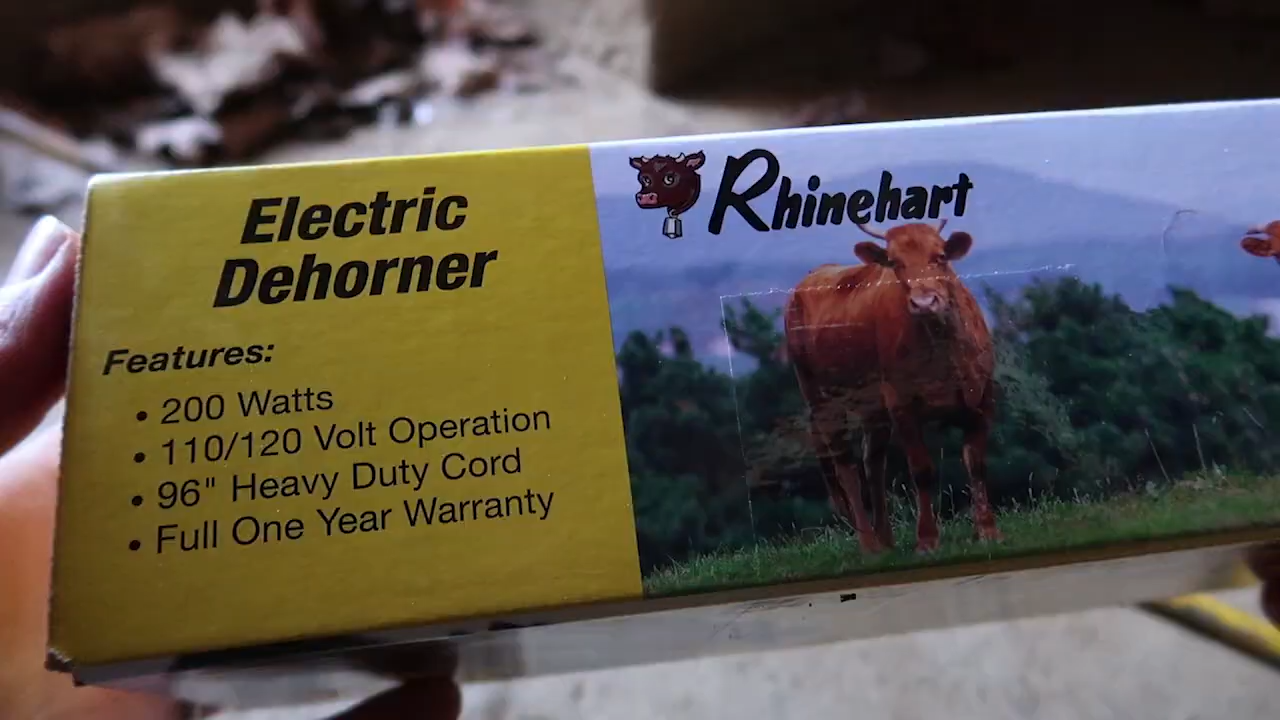 Electric
Dehorner
Features:
• 200 Watts
• 110/120 Volt Operation
• 96" Heavy Duty Cord
• Full One Year Warranty
Rhinehart